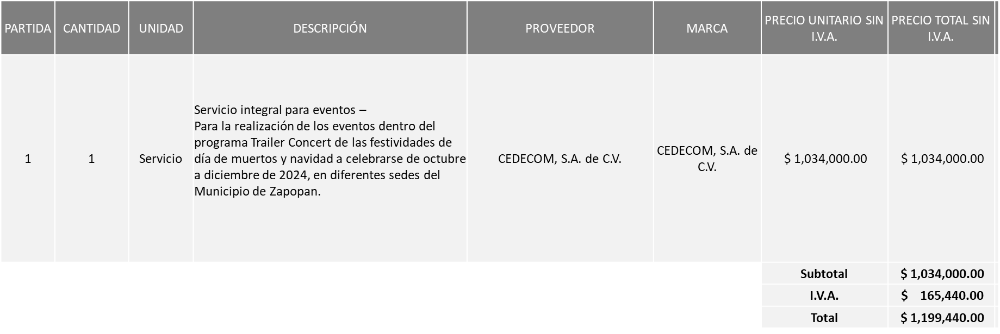 PARTIDA CANTIDAD UNIDAD DESCRIPCIÓN PROVEEDOR MARCA PRECIO UNITARIO SIN I.V.A. PRECIO TOTAL SIN I.V.A.
Servicio integral para eventos –
Para la realización de los eventos dentro del
programa Trailer Concert de las festividades de
día de muertos y navidad a celebrarse de octubre
a diciembre de 2024, en diferentes sedes del
Municipio de Zapopan.
1 1 Servicio CEDECOM, S.A. de C.V. CEDECOM, S.A. de C.V. $ 1,034,000.00 $ 1,034,000.00
Subtotal $ 1,034,000.00
I.V.A. $ 165,440.00
Total $ 1,199,440.00